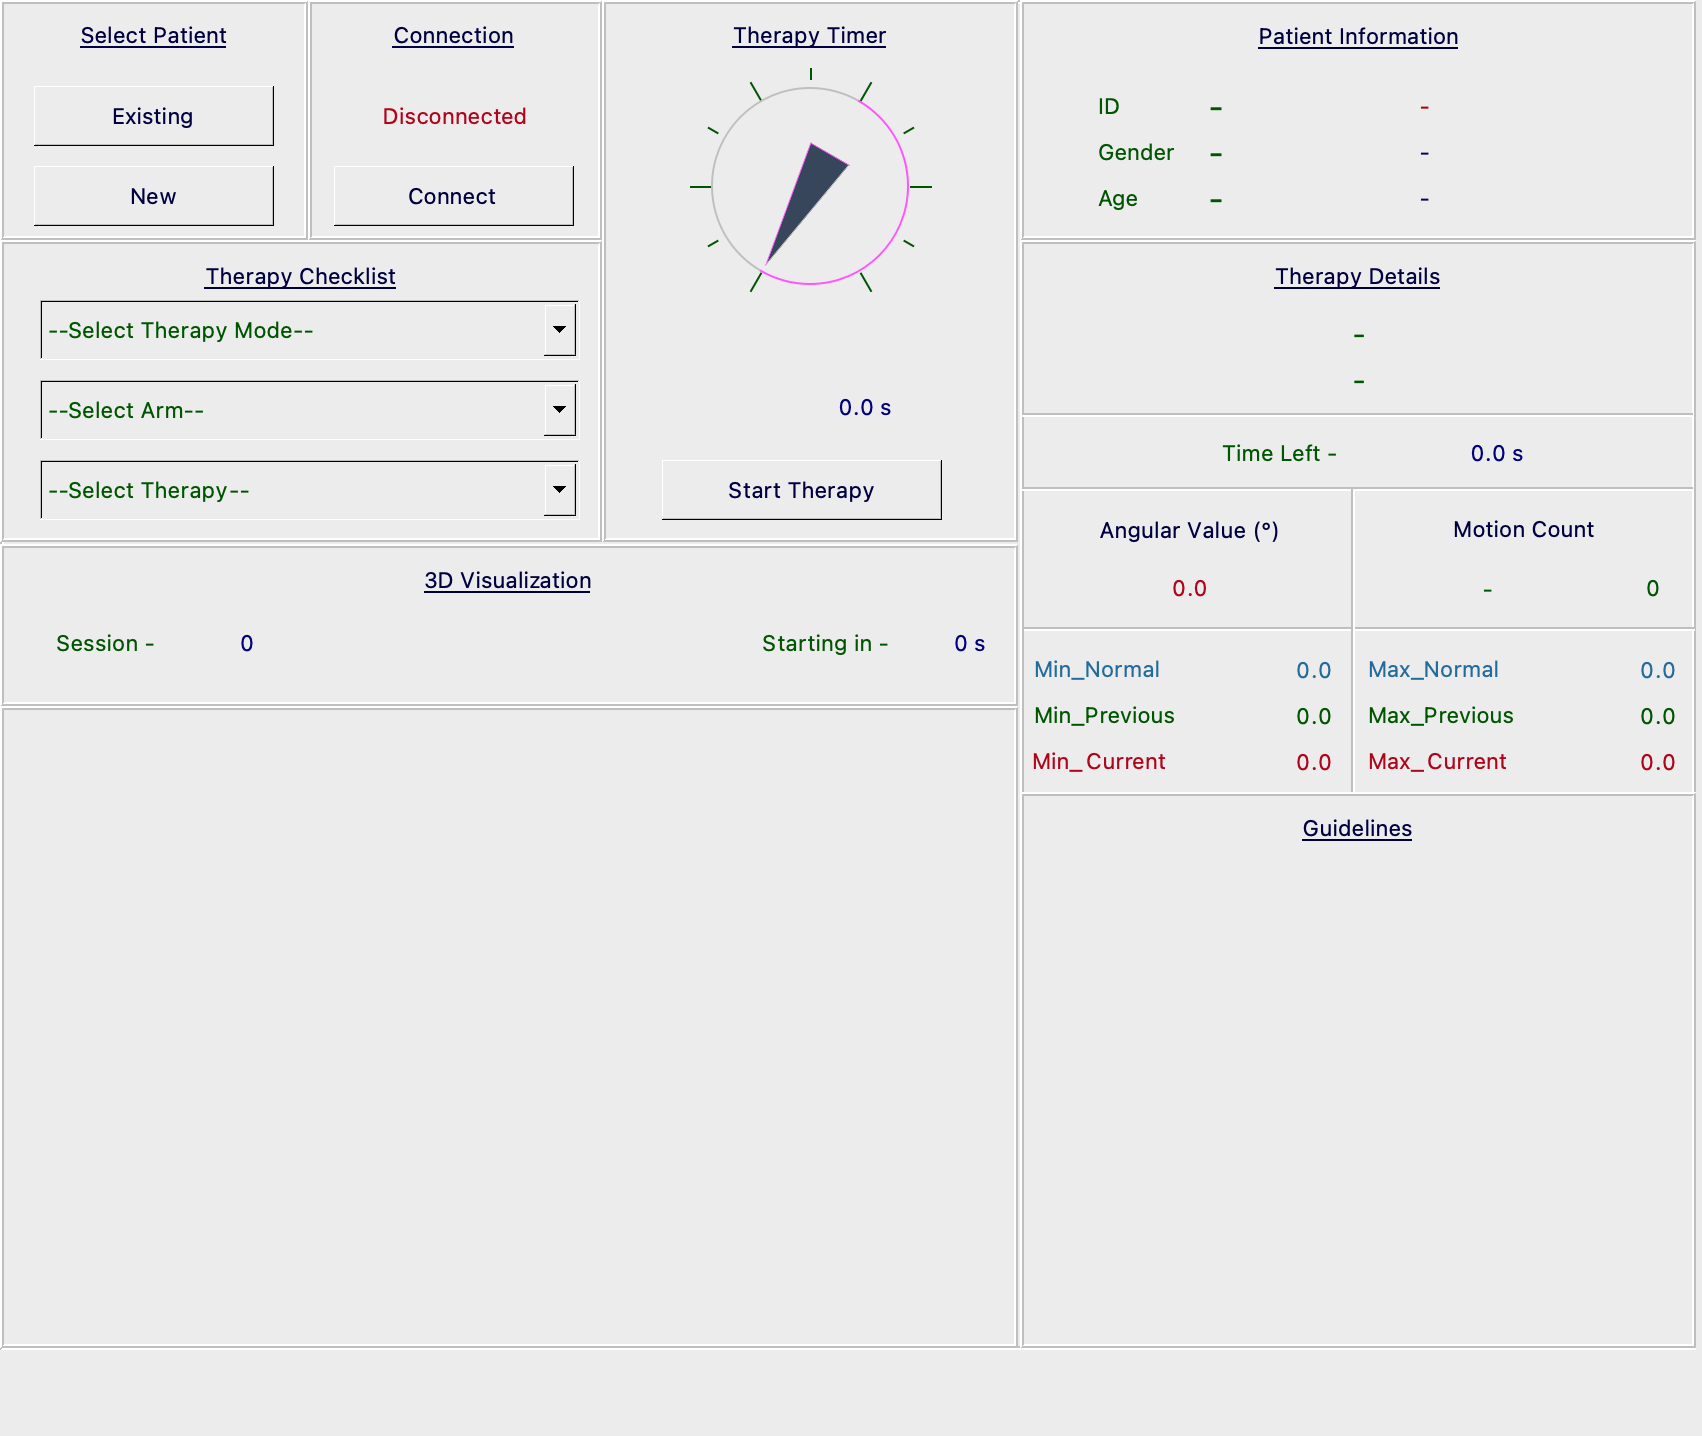 Select Patient
Existing
New
Connection
Disconnected
Connect
Therapy Timer
0.0 s
Start Therapy
Therapy Checklist
--Select Therapy Mode--
--Select Arm--
--Select Therapy--
3D Visualization
Session - 0
Starting in - 0 s
Patient Information
ID - -
Gender - -
Age - -
Therapy Details
-
-
Time Left - 0.0 s
Angular Value (°)
0.0
Motion Count
- 0
Min_Normal 0.0
Min_Previous 0.0
Min_Current 0.0
Max_Normal 0.0
Max_Previous 0.0
Max_Current 0.0
Guidelines